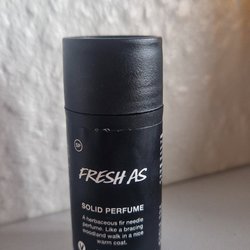 FRESH AS
SOLID PERFUME
A herbaceous fir needle
perfume. Like a bracing
woodland walk in a nice
warm coat.